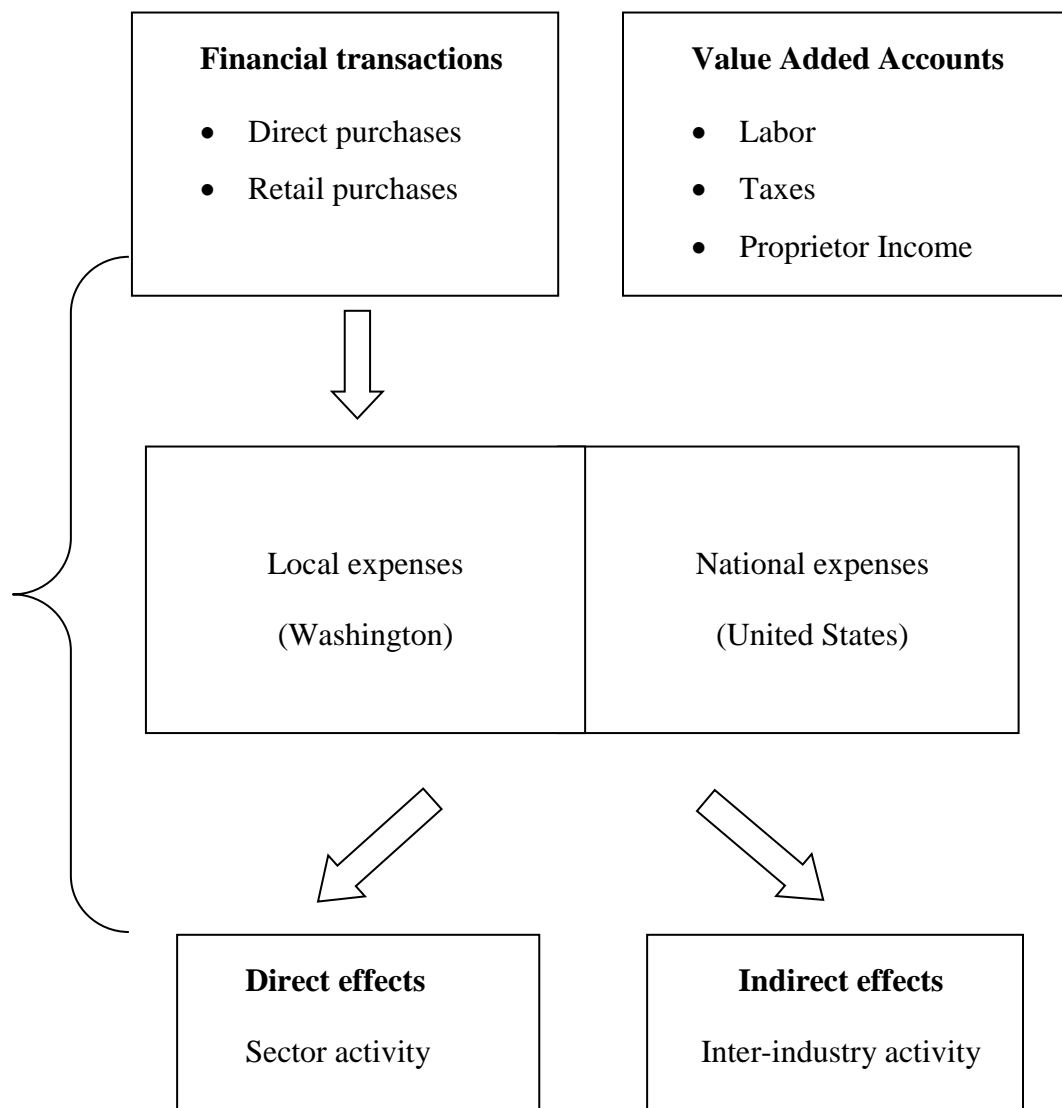 Financial transactions
• Direct purchases
• Retail purchases
Value Added Accounts
• Labor
• Taxes
• Proprietor Income
Local expenses
(Washington)
National expenses
(United States)
Direct effects
Sector activity
Indirect effects
Inter-industry activity